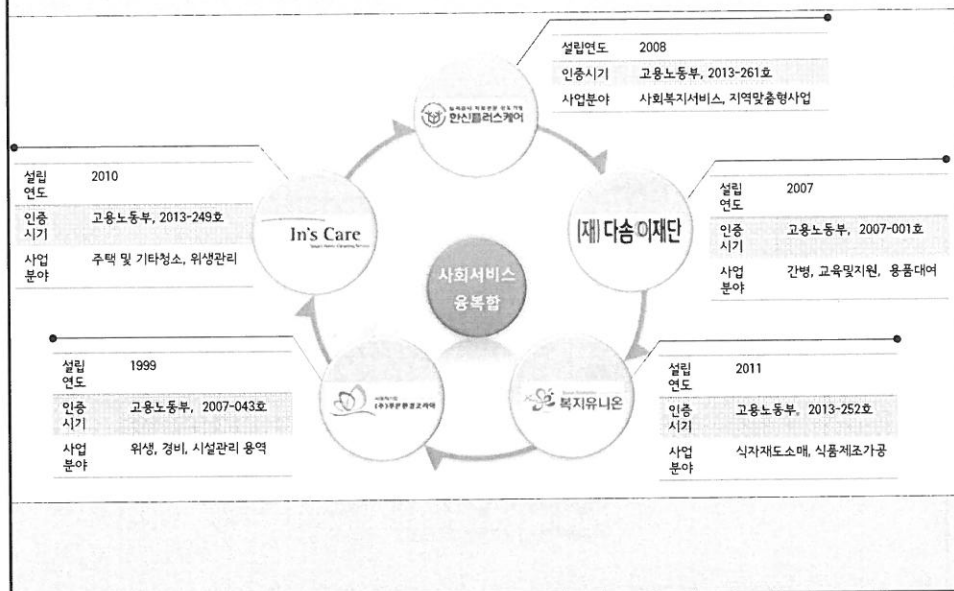 설립연도 2008
인증시기 고용노동부, 2013-261호
사업분야 사회복지서비스, 지역맞춤형사업
한신플러스케어
설립
연도 2010
인증
시기 고용노동부, 2013-249호
사업
분야 주택 및 기타청소, 위생관리
In's Care
(재) 다솜이재단
설립
연도 2007
인증
시기 고용노동부, 2007-001호
사업
분야 간병, 교육및지원, 용품대여
사회서비스
융복합
설립
연도 1999
인증
시기 고용노동부, 2007-043호
사업
분야 위생, 경비, 시설관리 용역
(주)푸른환경코리아
복지유니온
설립
연도 2011
인증
시기 고용노동부, 2013-252호
사업
분야 식자재도소매, 식품제조가공